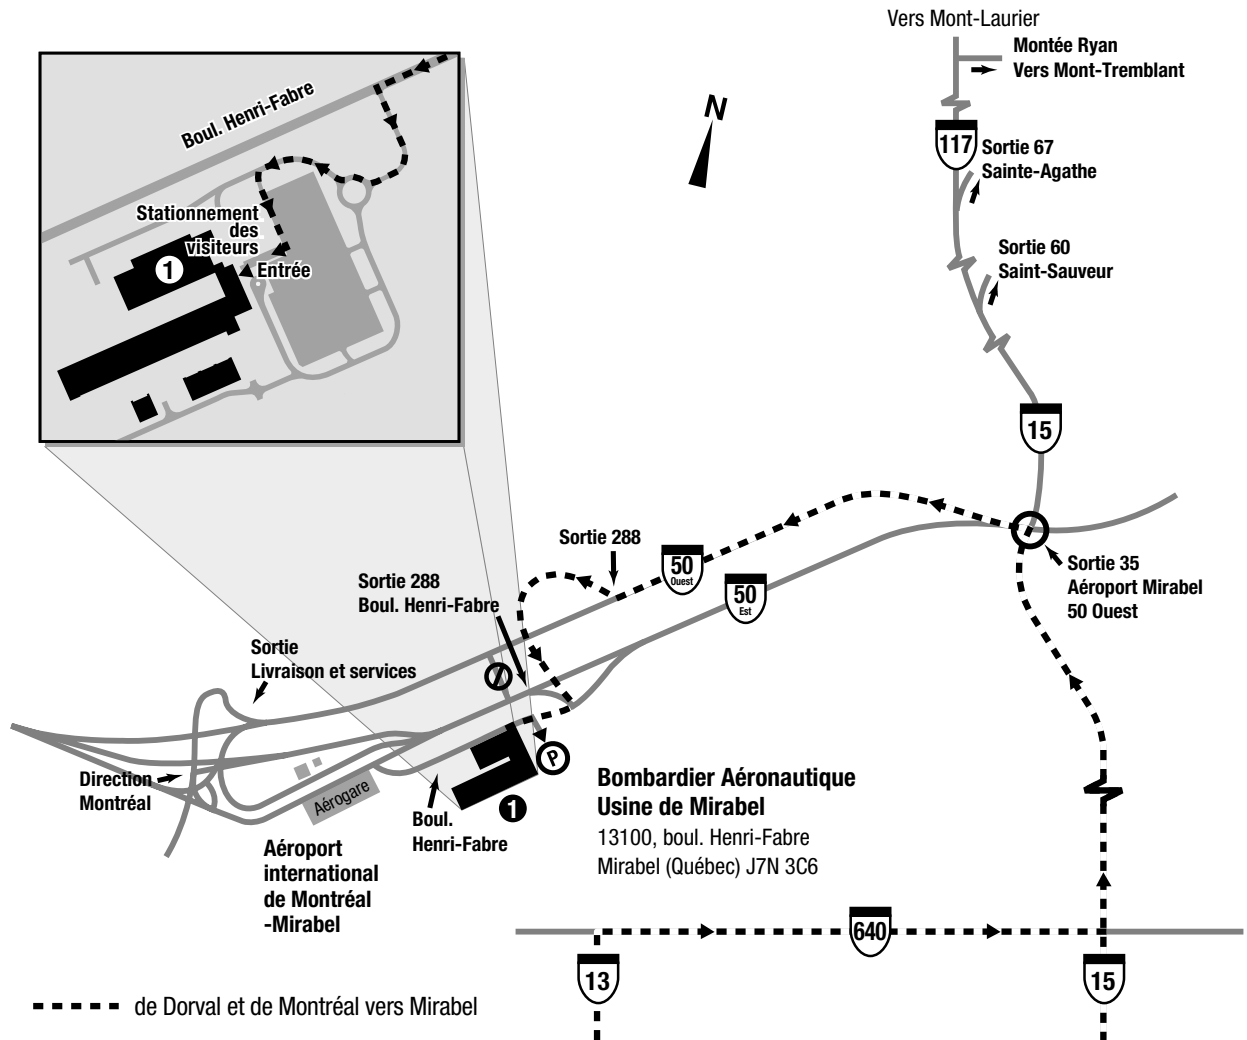 Vers Mont-Laurier
Montée Ryan
Vers Mont-Tremblant
117
Sortie 67
Sainte-Agathe
Sortie 60
Saint-Sauveur
15
N
Boul. Henri-Fabre
Stationnement
des
visiteurs
1
Entrée
Sortie 288
50
Ouest
50
Est
Sortie 35
Aéroport Mirabel
50 Ouest
Sortie 288
Boul. Henri-Fabre
Sortie
Livraison et services
Direction
Montréal
Aérogare
P
1
Boul.
Henri-Fabre
Aéroport
international
de Montréal
-Mirabel
Bombardier Aéronautique
Usine de Mirabel
13100, boul. Henri-Fabre
Mirabel (Québec) J7N 3C6
640
13
15
de Dorval et de Montréal vers Mirabel